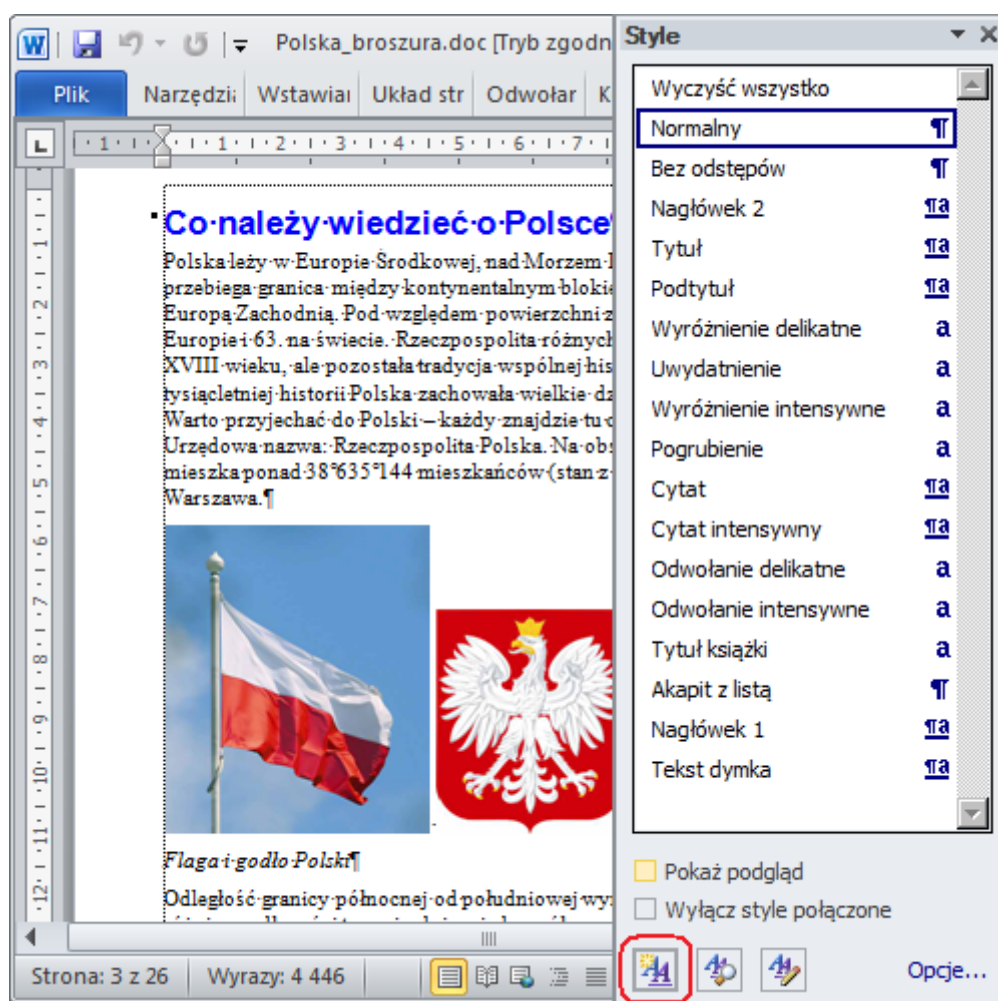 Polska_broszura.doc [Tryb zgodn
Plik Narzędzi Wstawiai Układ str Odwołar K
Co·należy·wiedzieć·o·Polsce
Polska·leży·w·Europie·Środkowej,·nad·Morzem·
przebiega·granica·między·kontynentalnym·blokie
Europą·Zachodnią.·Pod·względem·powierzchni·z
Europie·i·63.·na·świecie.·Rzeczpospolita·różnych
XVIII·wieku,·ale·pozostała·tradycja·wspólnej·his
tysiącletniej·historii·Polska·zachowała·wielkie·dz
Warto·przyjechać·do·Polski·–·każdy·znajdzie·tu·c
Urzędowa·nazwa:·Rzeczpospolita·Polska.·Na·obs
mieszka·ponad·38°635°144·mieszkańców·(stan·z·
Warszawa.¶
Flaga·i·godło·Polski¶
Odległość·granicy·północnej·od·południowej·wyr
Strona: 3 z 26 Wyrazy: 4 446
Style
Wyczyść wszystko
Normalny ¶
Bez odstępów ¶
Nagłówek 2 ¶a
Tytuł ¶a
Podtytuł ¶a
Wyróżnienie delikatne a
Uwydatnienie a
Wyróżnienie intensywne a
Pogrubienie a
Cytat ¶a
Cytat intensywny ¶a
Odwołanie delikatne a
Odwołanie intensywne a
Tytuł książki a
Akapit z listą ¶
Nagłówek 1 ¶a
Tekst dymka ¶a
Pokaż podgląd
Wyłącz style połączone
Opcje...